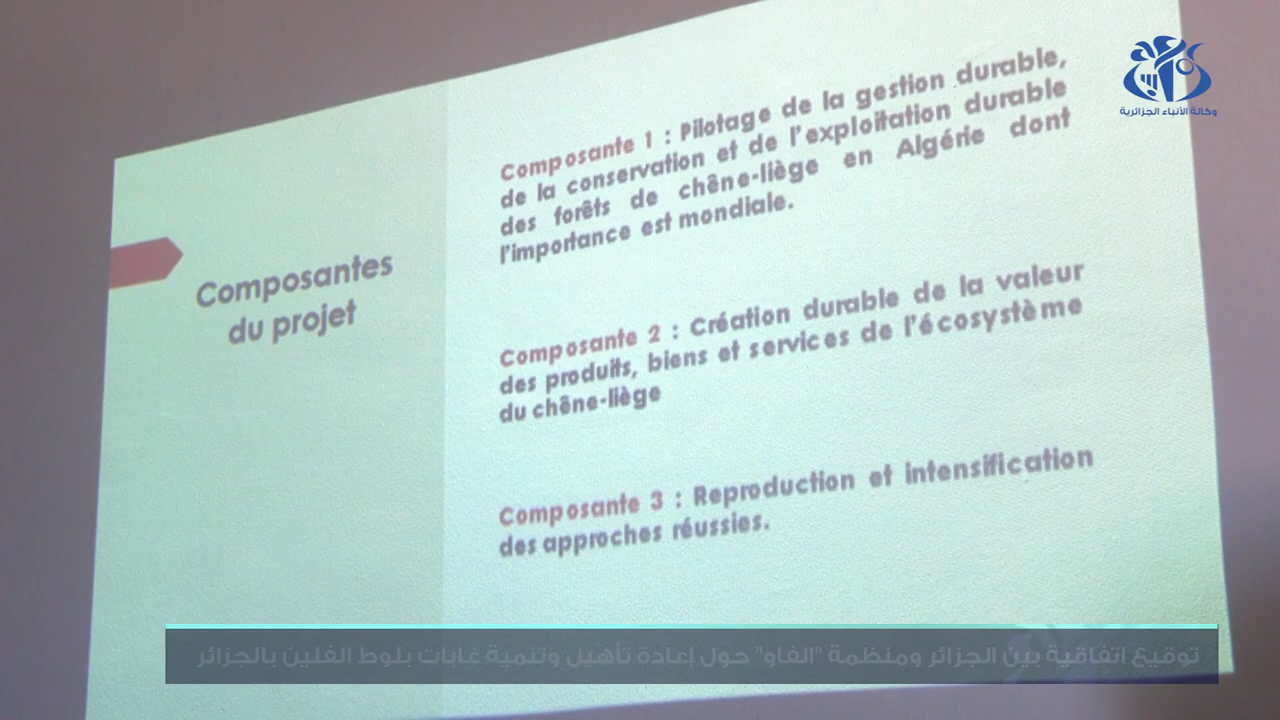 وكالة الأنباء الجزائرية
Composantes
du projet
Composante 1 : Pilotage de la gestion durable,
de la conservation et de l'exploitation durable
des forêts de chêne-liège en Algérie dont
l'importance est mondiale.
Composante 2 : Création durable de la valeur
des produits, biens et services de l'écosystème
du chêne-liège
Composante 3 : Reproduction et intensification
des approches réussies.
توقيع اتفاقية بين الجزائر ومنظمة "الفاو" حول إعادة تأهيل وتنمية غابات بلوط الفلين بالجزائر